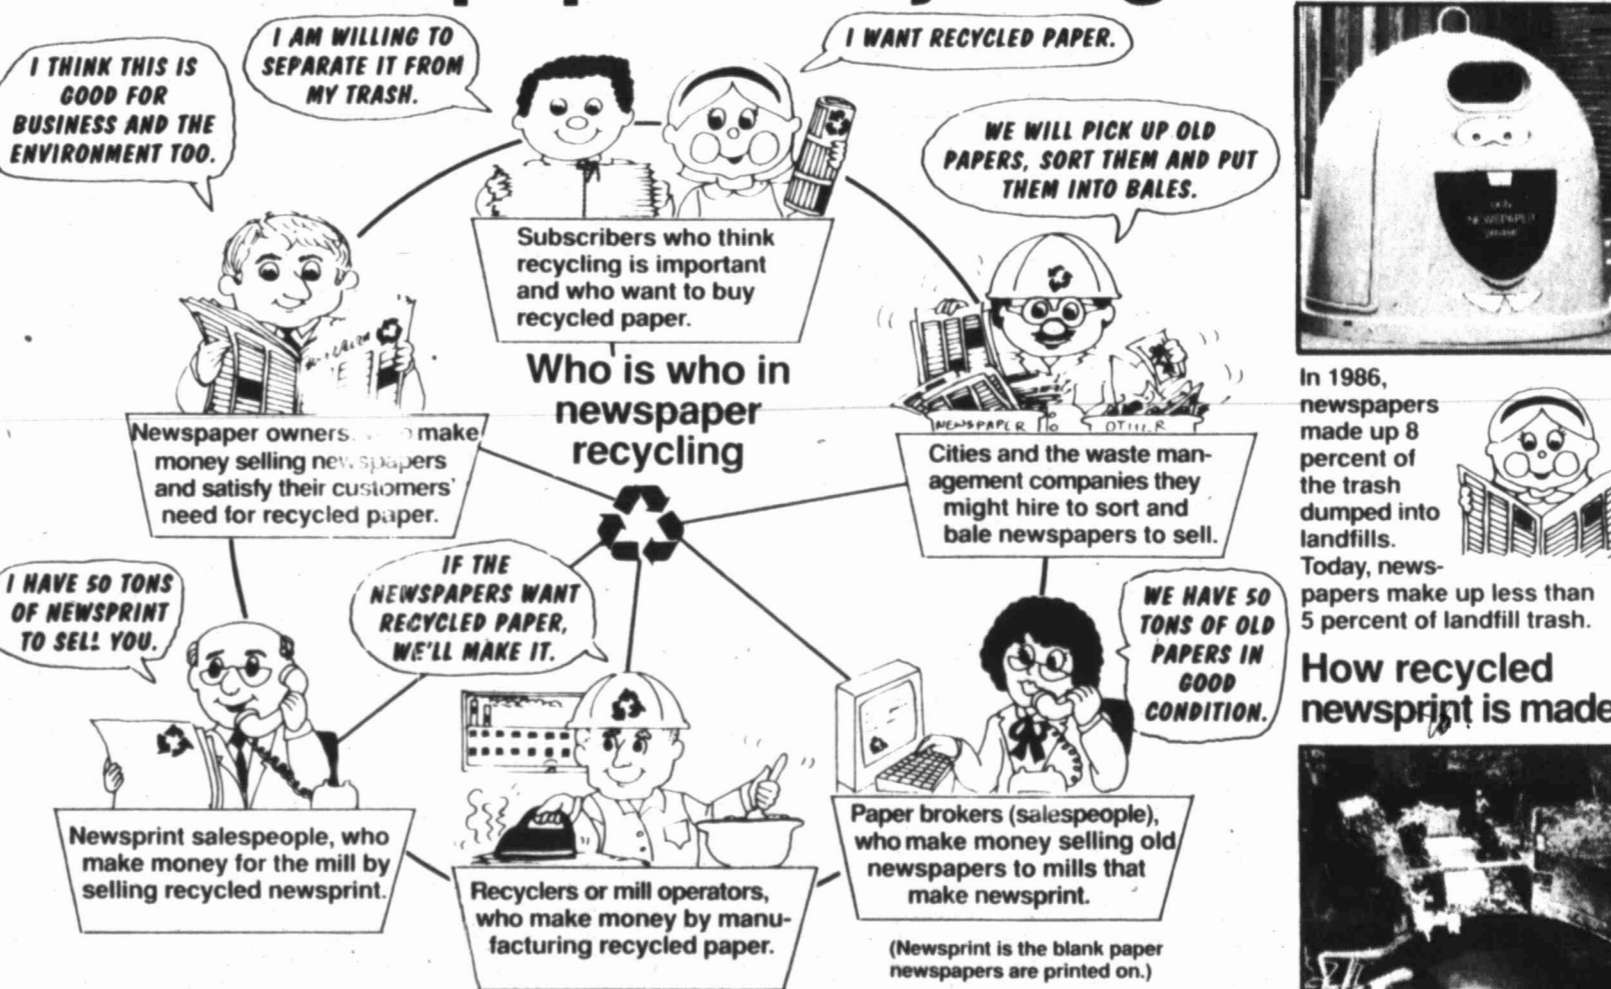 I THINK THIS IS
GOOD FOR
BUSINESS AND THE
ENVIRONMENT TOO.
I AM WILLING TO
SEPARATE IT FROM
MY TRASH.
I WANT RECYCLED PAPER.
WE WILL PICK UP OLD
PAPERS, SORT THEM AND PUT
THEM INTO BALES.
Subscribers who think
recycling is important
and who want to buy
recycled paper.
Who is who in
newspaper
recycling
Newspaper owners make
money selling newspapers
and satisfy their customers'
need for recycled paper.
NEWSPAPER
Cities and the waste man-
agement companies they
might hire to sort and
bale newspapers to sell.
I HAVE 50 TONS
OF NEWSPRINT
TO SELL YOU.
IF THE
NEWSPAPERS WANT
RECYCLED PAPER,
WE'LL MAKE IT.
WE HAVE 50
TONS OF OLD
PAPERS IN
GOOD
CONDITION.
Newsprint salespeople, who
make money for the mill by
selling recycled newsprint.
Recyclers or mill operators,
who make money by manu-
facturing recycled paper.
Paper brokers (salespeople),
who make money selling old
newspapers to mills that
make newsprint.
(Newsprint is the blank paper
newspapers are printed on.)
NEWSPAPER
please
In 1986,
newspapers
made up 8
percent of
the trash
dumped into
landfills.
Today, news-
papers make up less than
5 percent of landfill trash.
How recycled
newsprint is made